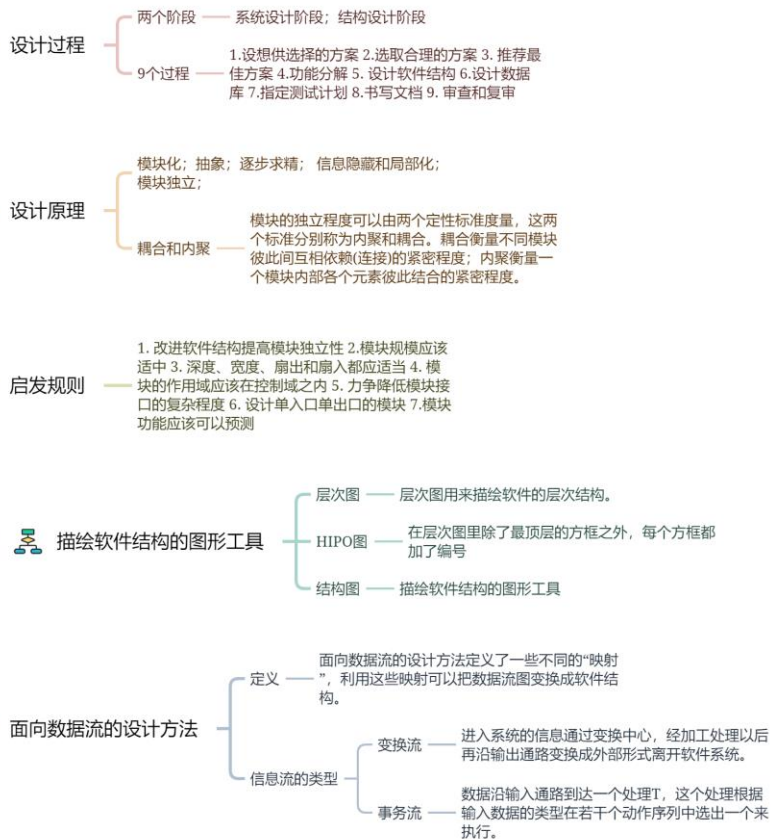 设计过程
两个阶段
系统设计阶段；结构设计阶段
9个过程
1.设想供选择的方案 2.选取合理的方案 3. 推荐最
佳方案 4.功能分解 5. 设计软件结构 6.设计数据
库 7.指定测试计划 8.书写文档 9. 审查和复审
设计原理
模块化；抽象；逐步求精； 信息隐藏和局部化；
模块独立；
耦合和内聚
模块的独立程度可以由两个定性标准度量，这两
个标准分别称为内聚和耦合。耦合衡量不同模块
彼此间互相依赖(连接)的紧密程度；内聚衡量一
个模块内部各个元素彼此结合的紧密程度。
启发规则
1. 改进软件结构提高模块独立性 2.模块规模应该
适中 3. 深度、宽度、扇出和扇入都应适当 4. 模
块的作用域应该在控制域之内 5. 力争降低模块接
口的复杂程度 6. 设计单入口单出口的模块 7.模块
功能应该可以预测
描绘软件结构的图形工具
层次图
层次图用来描绘软件的层次结构。
HIPO图
在层次图里除了最顶层的方框之外，每个方框都
加了编号
结构图
描绘软件结构的图形工具
面向数据流的设计方法
定义
面向数据流的设计方法定义了一些不同的“映射
”，利用这些映射可以把数据流图变换成软件结
构。
信息流的类型
变换流
进入系统的信息通过变换中心，经加工处理以后
再沿输出通路变换成外部形式离开软件系统。
事务流
数据沿输入通路到达一个处理T，这个处理根据
输入数据的类型在若干个动作序列中选出一个来
执行。